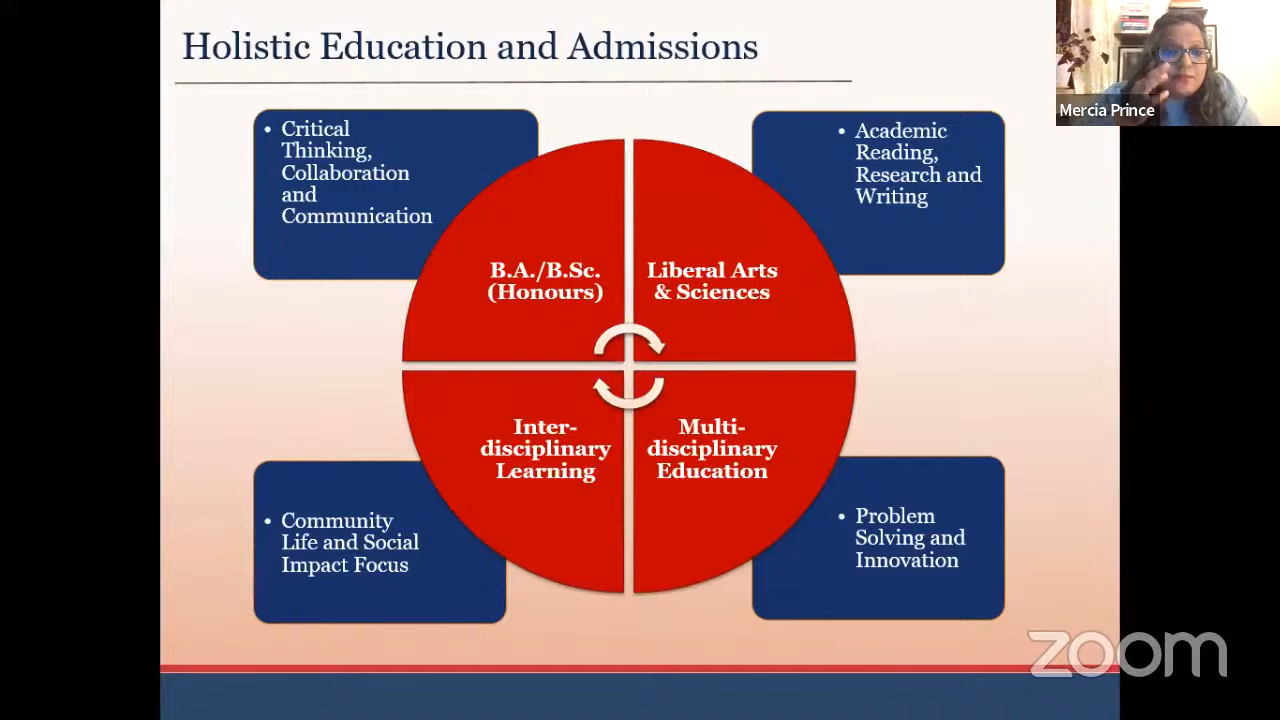 Holistic Education and Admissions
Mercia Prince
• Critical
Thinking,
Collaboration
and
Communication
• Academic
Reading,
Research and
Writing
B.A./B.Sc.
(Honours)
Liberal Arts
& Sciences
Inter-
disciplinary
Learning
Multi-
disciplinary
Education
• Community
Life and Social
Impact Focus
• Problem
Solving and
Innovation
zoom